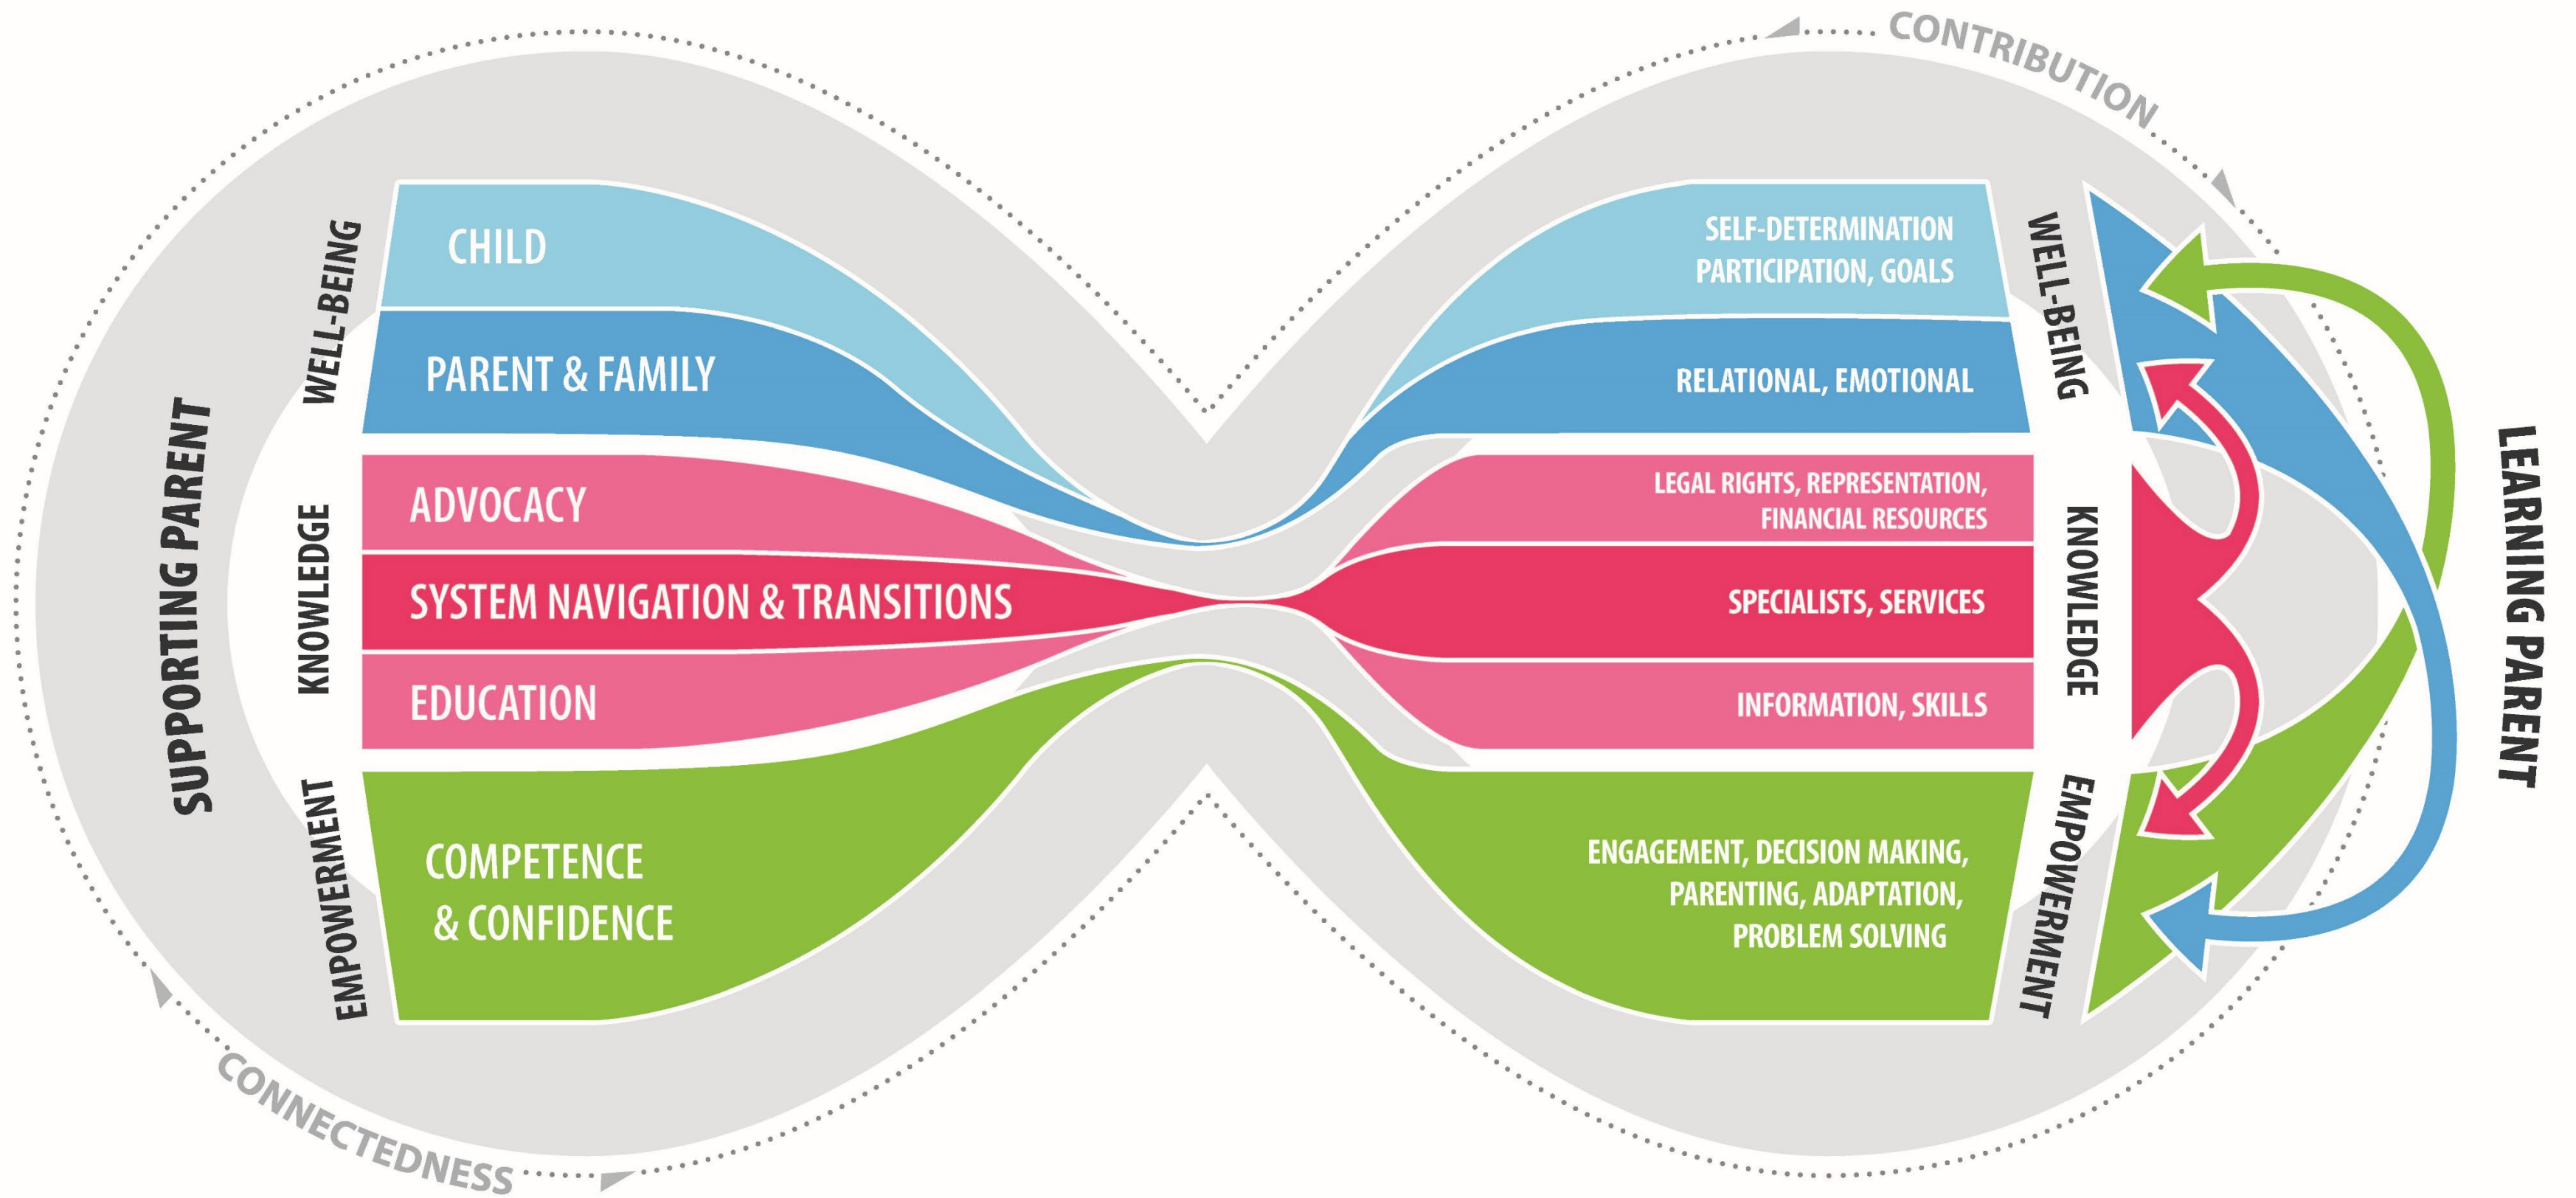 CONTRIBUTION
SUPPORTING PARENT
WELL-BEING
CHILD
PARENT & FAMILY
KNOWLEDGE
ADVOCACY
SYSTEM NAVIGATION & TRANSITIONS
EDUCATION
EMPOWERMENT
COMPETENCE
& CONFIDENCE
CONNECTEDNESS
SELF-DETERMINATION
PARTICIPATION, GOALS
RELATIONAL, EMOTIONAL
WELL-BEING
LEGAL RIGHTS, REPRESENTATION,
FINANCIAL RESOURCES
SPECIALISTS, SERVICES
INFORMATION, SKILLS
KNOWLEDGE
ENGAGEMENT, DECISION MAKING,
PARENTING, ADAPTATION,
PROBLEM SOLVING
EMPOWERMENT
LEARNING PARENT